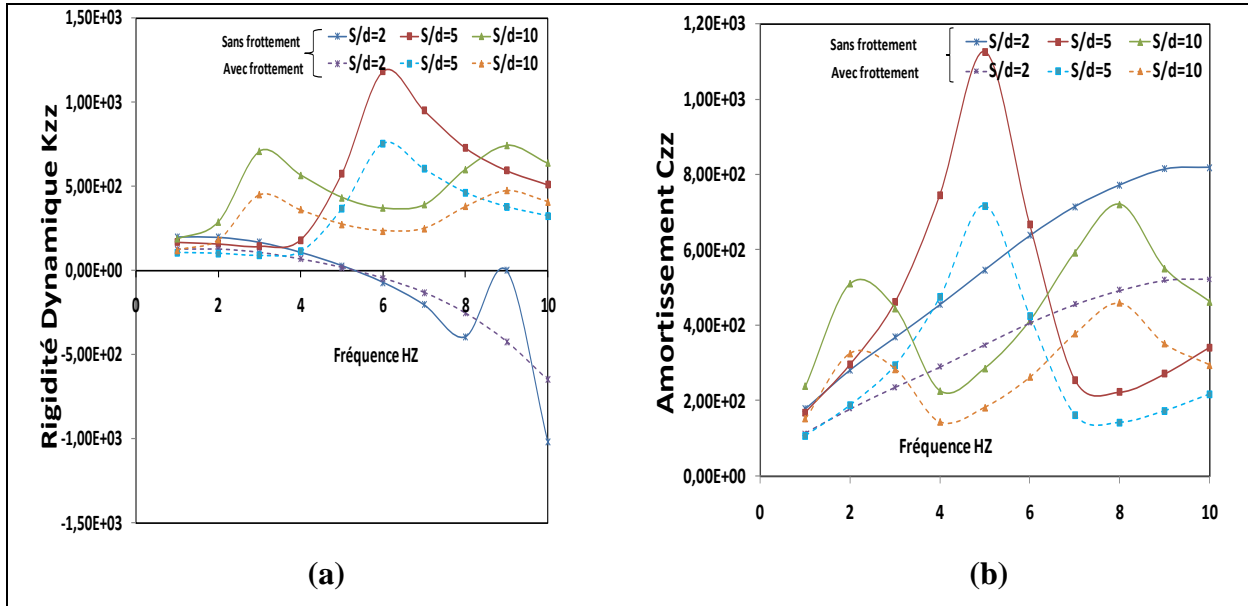 1,50E+03
1,00E+03
5,00E+02
0,00E+00
-5,00E+02
-1,00E+03
-1,50E+03
Rigidité Dynamique Kzz
Sans frottement
S/d=2 S/d=5 S/d=10
Avec frottement
S/d=2 S/d=5 S/d=10
0 2 4 6 8 10
Fréquence HZ
(a)
1,20E+03
1,00E+03
8,00E+02
6,00E+02
4,00E+02
2,00E+02
0,00E+00
Amortissement Czz
Sans frottement
S/d=2 S/d=5 S/d=10
Avec frottement
S/d=2 S/d=5 S/d=10
Fréquence HZ
0 2 4 6 8 10
(b)